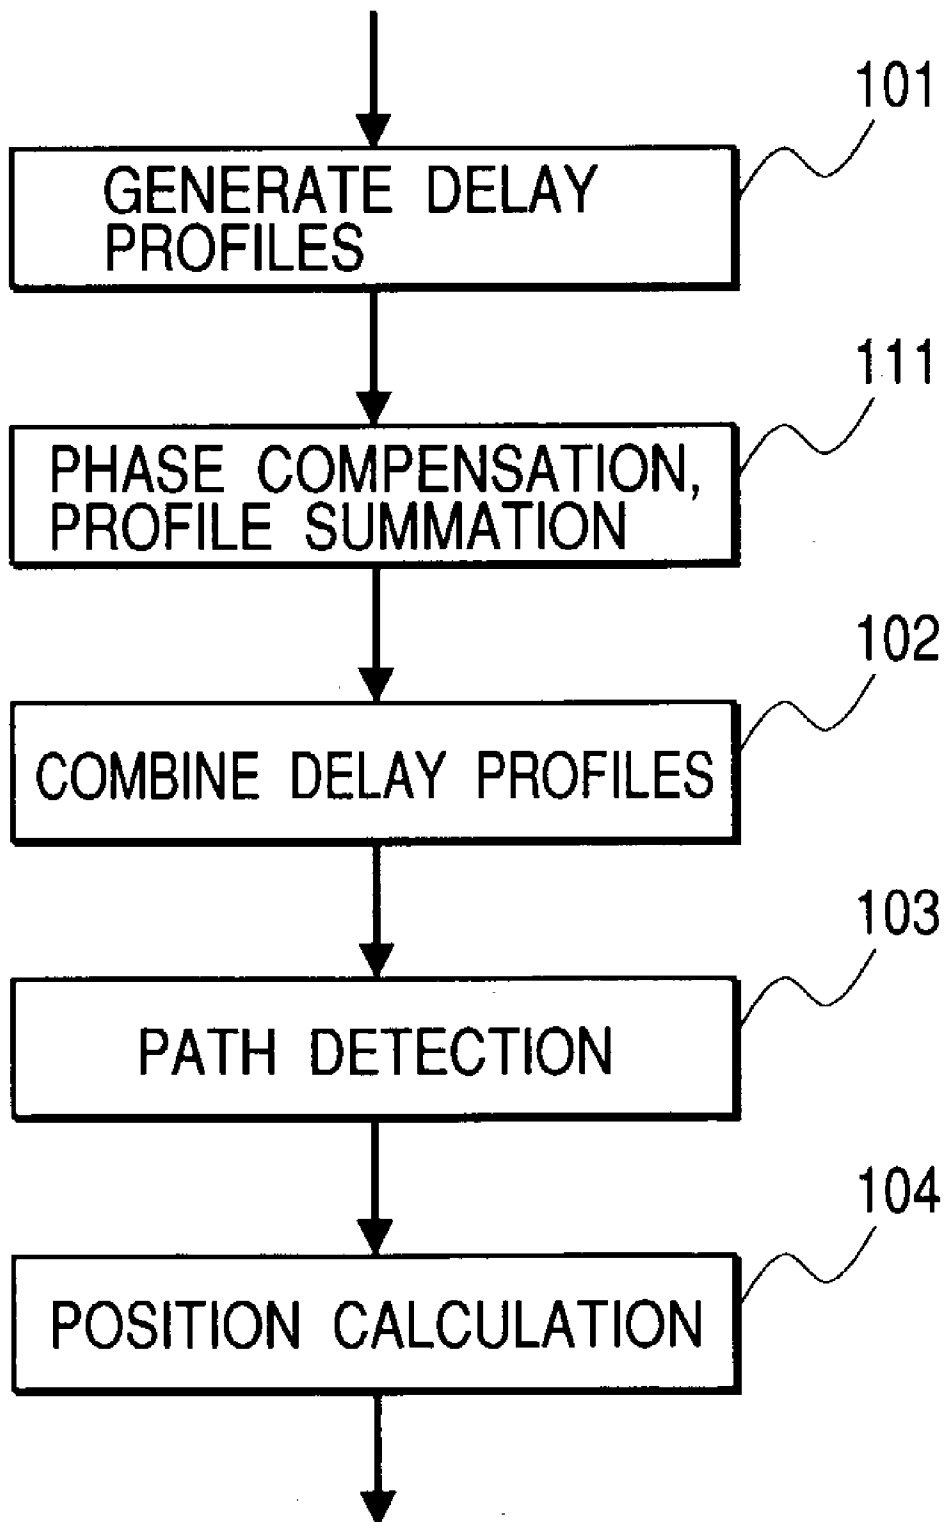 101
GENERATE DELAY
PROFILES
111
PHASE COMPENSATION,
PROFILE SUMMATION
102
COMBINE DELAY PROFILES
103
PATH DETECTION
104
POSITION CALCULATION